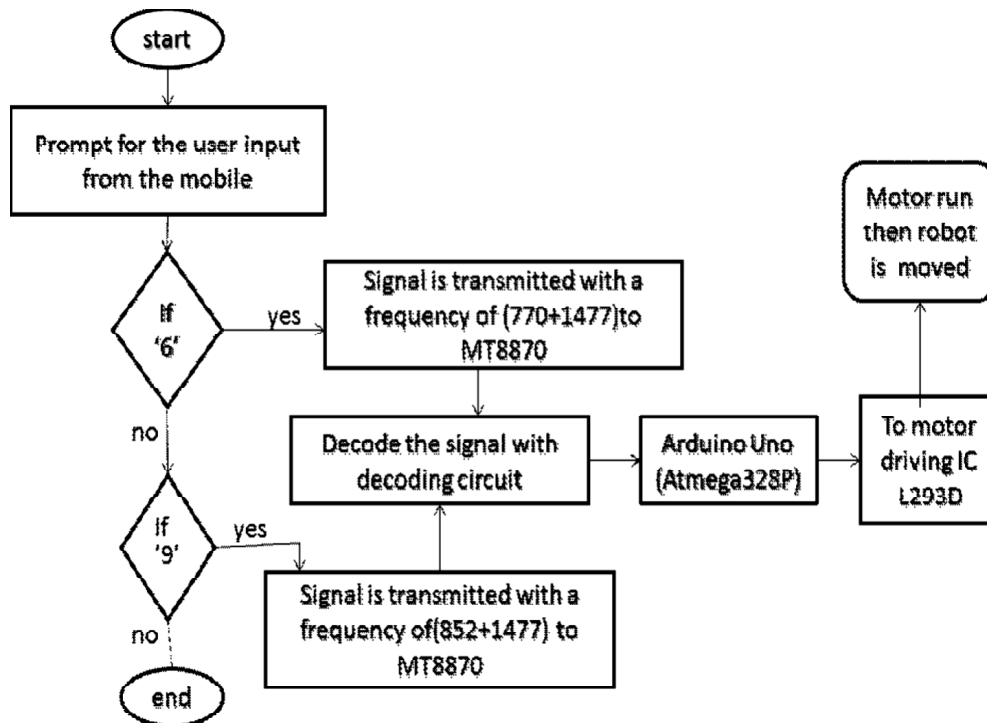 start
Prompt for the user input
from the mobile
If
'6'
yes
Signal is transmitted with a
frequency of (770+1477)to
MT8870
no
If
'9'
yes
Signal is transmitted with a
frequency of(852+1477) to
MT8870
no
end
Decode the signal with
decoding circuit
Arduino Uno
(Atmega328P)
To motor
driving IC
L293D
Motor run
then robot
is moved